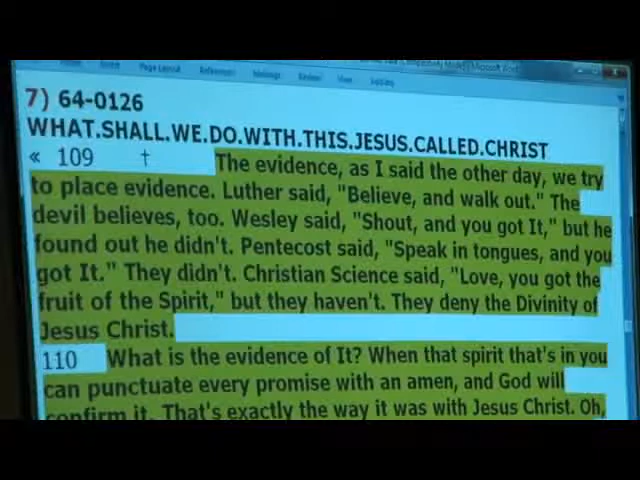 7) 64-0126
WHAT.SHALL.WE.DO.WITH.THIS.JESUS.CALLED.CHRIST
« 109 † The evidence, as I said the other day, we try
to place evidence. Luther said, "Believe, and walk out." The
devil believes, too. Wesley said, "Shout, and you got It," but he
found out he didn't. Pentecost said, "Speak in tongues, and you
got It." They didn't. Christian Science said, "Love, you got the
fruit of the Spirit," but they haven't. They deny the Divinity of
Jesus Christ.
110 What is the evidence of It? When that spirit that's in you
can punctuate every promise with an amen, and God will
confirm it. That's exactly the way it was with Jesus Christ. Oh,